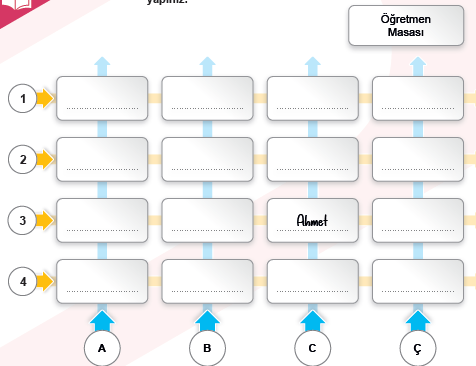 yapınız.
Öğretmen
Masası
1
2
3
Ahmet
4
A
B
C
Ç